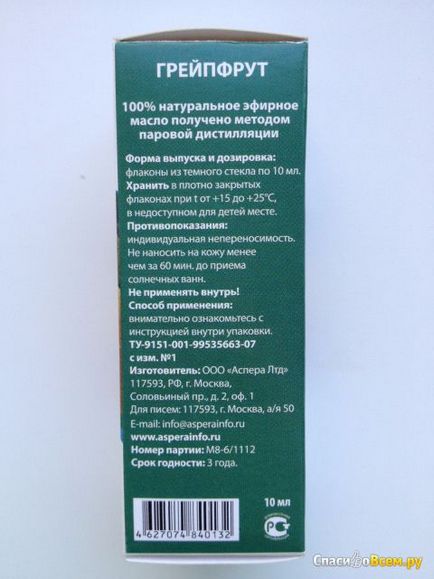 ГРЕЙПФРУТ
100% натуральное эфирное
масло получено методом
паровой дистилляции
Форма выпуска и дозировка:
флаконы из темного стекла по 10 мл.
Хранить в плотно закрытых
флаконах при t от +15 до +25°С,
в недоступном для детей месте.
Противопоказания:
индивидуальная непереносимость.
Не наносить на кожу менее
чем за 60 мин. до приема
солнечных ванн.
Не применять внутрь!
Способ применения:
внимательно ознакомьтесь с
инструкцией внутри упаковки.
ТУ-9151-001-99535663-07
с изм. №1
Изготовитель: ООО «Аспера Лтд»
117593, РФ, г. Москва,
Соловьиный пр., д. 2, оф. 1
Для писем: 117593, г. Москва, а/я 50
E-mail: info@asperainfo.ru
www.asperainfo.ru
Номер партии: М8-6/1112
Срок годности: 3 года.
10 мл
4 627074 840132
СпасибоВсем.ру